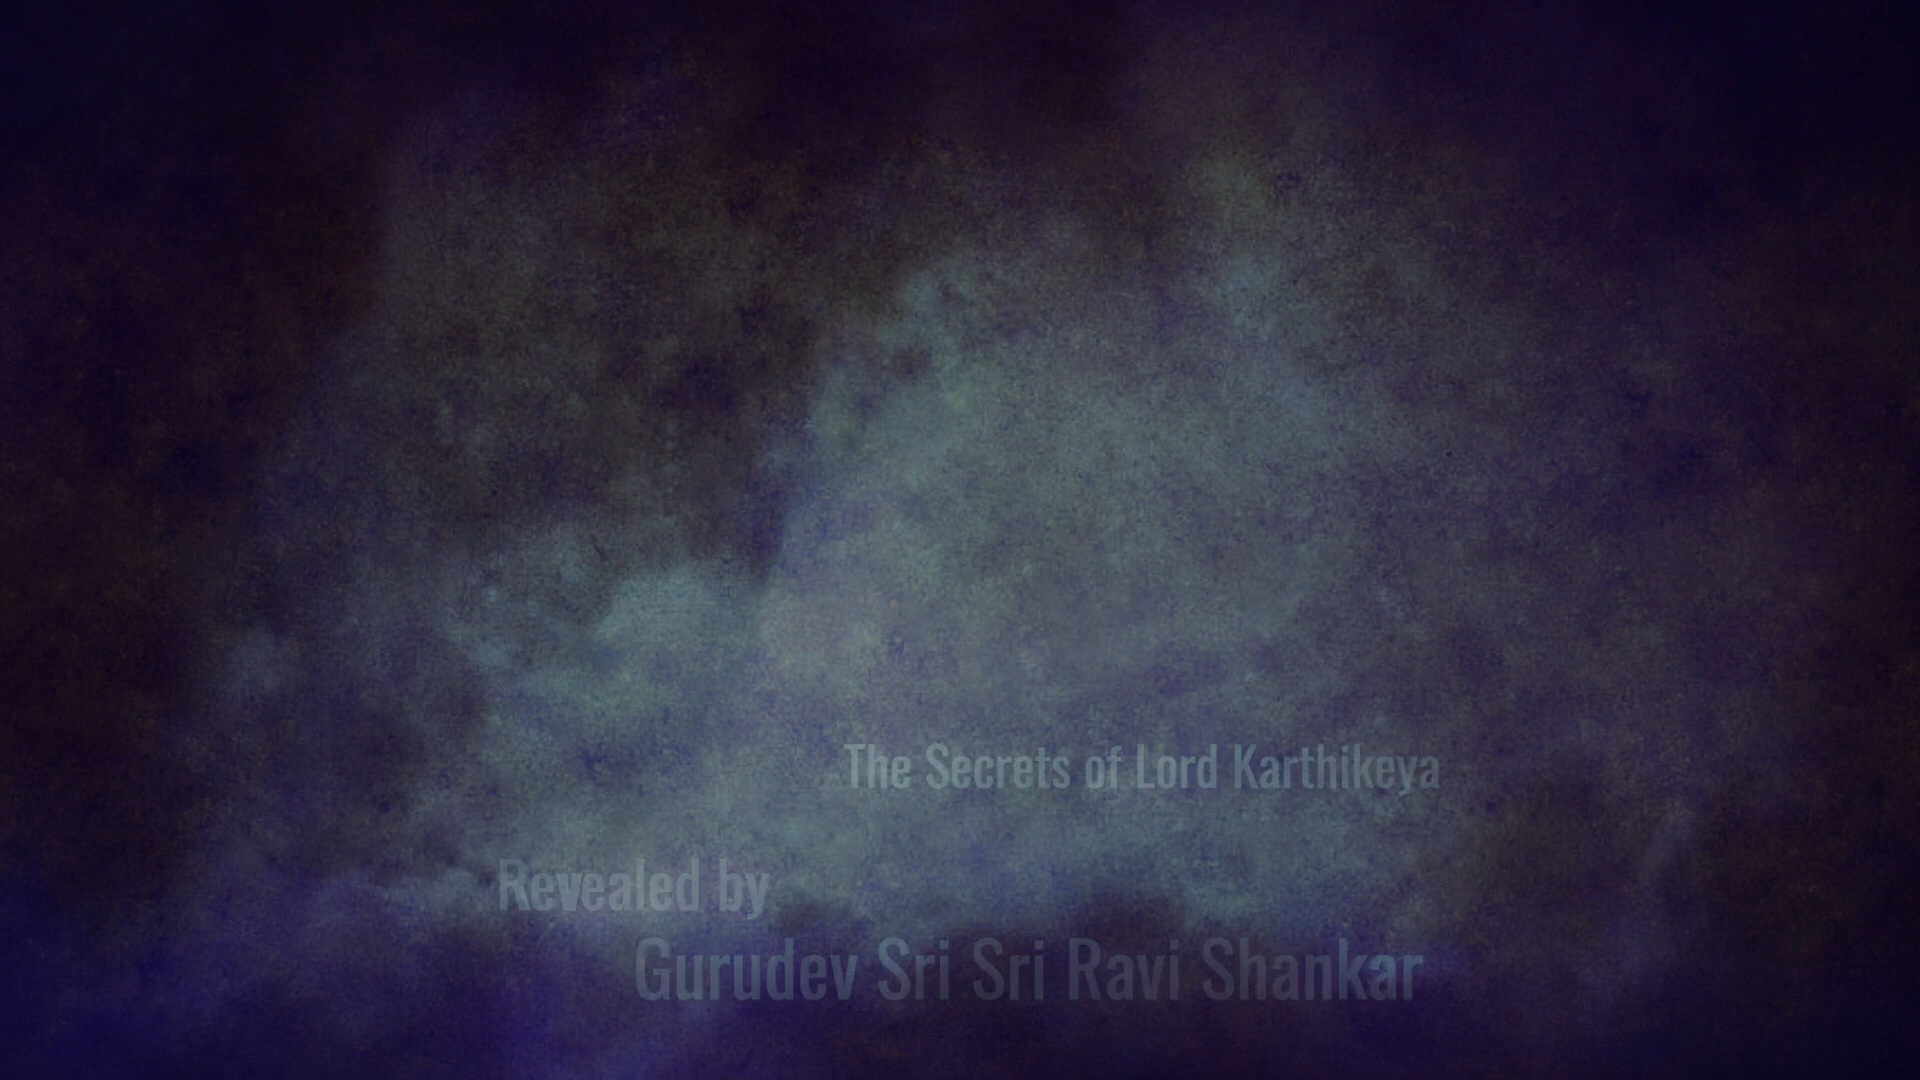 The Secrets of Lord Karthikeya
Revealed by
Gurudev Sri Sri Ravi Shankar